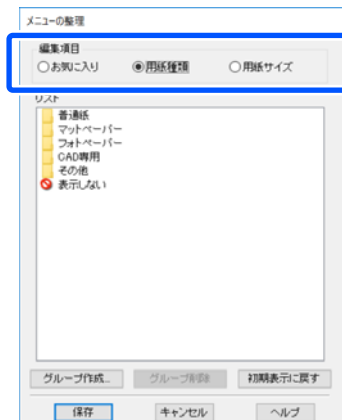 メニューの整理
編集項目
お気に入り 用紙種類 用紙サイズ
リスト
普通紙
マットペーパー
フォトペーパー
CAD専用
その他
表示しない
グループ作成... グループ削除 初期表示に戻す
保存 キャンセル ヘルプ